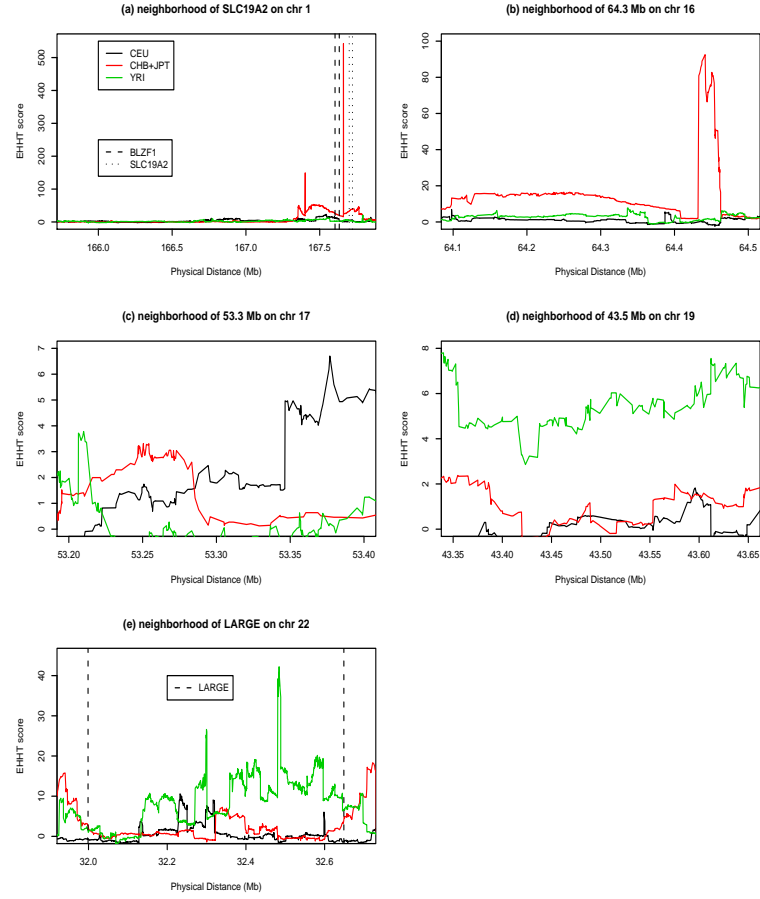 (a) neighborhood of SLC19A2 on chr 1
EHHT score
0 100 200 300 400 500
CEU
CHB+JPT
YRI
BLZF1
SLC19A2
166.0 166.5 167.0 167.5
Physical Distance (Mb)
(b) neighborhood of 64.3 Mb on chr 16
EHHT score
0 20 40 60 80 100
64.1 64.2 64.3 64.4 64.5
Physical Distance (Mb)
(c) neighborhood of 53.3 Mb on chr 17
EHHT score
0 1 2 3 4 5 6 7
53.20 53.25 53.30 53.35 53.40
Physical Distance (Mb)
(d) neighborhood of 43.5 Mb on chr 19
EHHT score
0 2 4 6 8
43.35 43.40 43.45 43.50 43.55 43.60 43.65
Physical Distance (Mb)
(e) neighborhood of LARGE on chr 22
EHHT score
0 10 20 30 40
LARGE
32.0 32.2 32.4 32.6
Physical Distance (Mb)